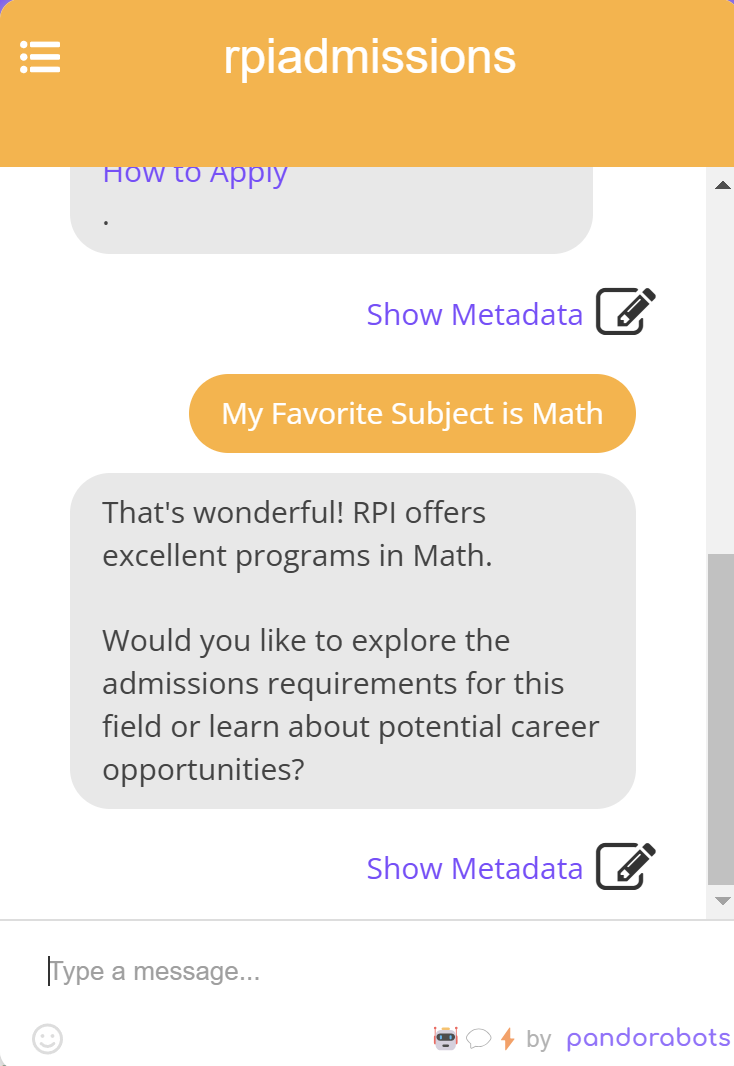 rpiadmissions
How to Apply
.
Show Metadata
My Favorite Subject is Math
That's wonderful! RPI offers
excellent programs in Math.
Would you like to explore the
admissions requirements for this
field or learn about potential career
opportunities?
Show Metadata
Type a message...
by pandorabots